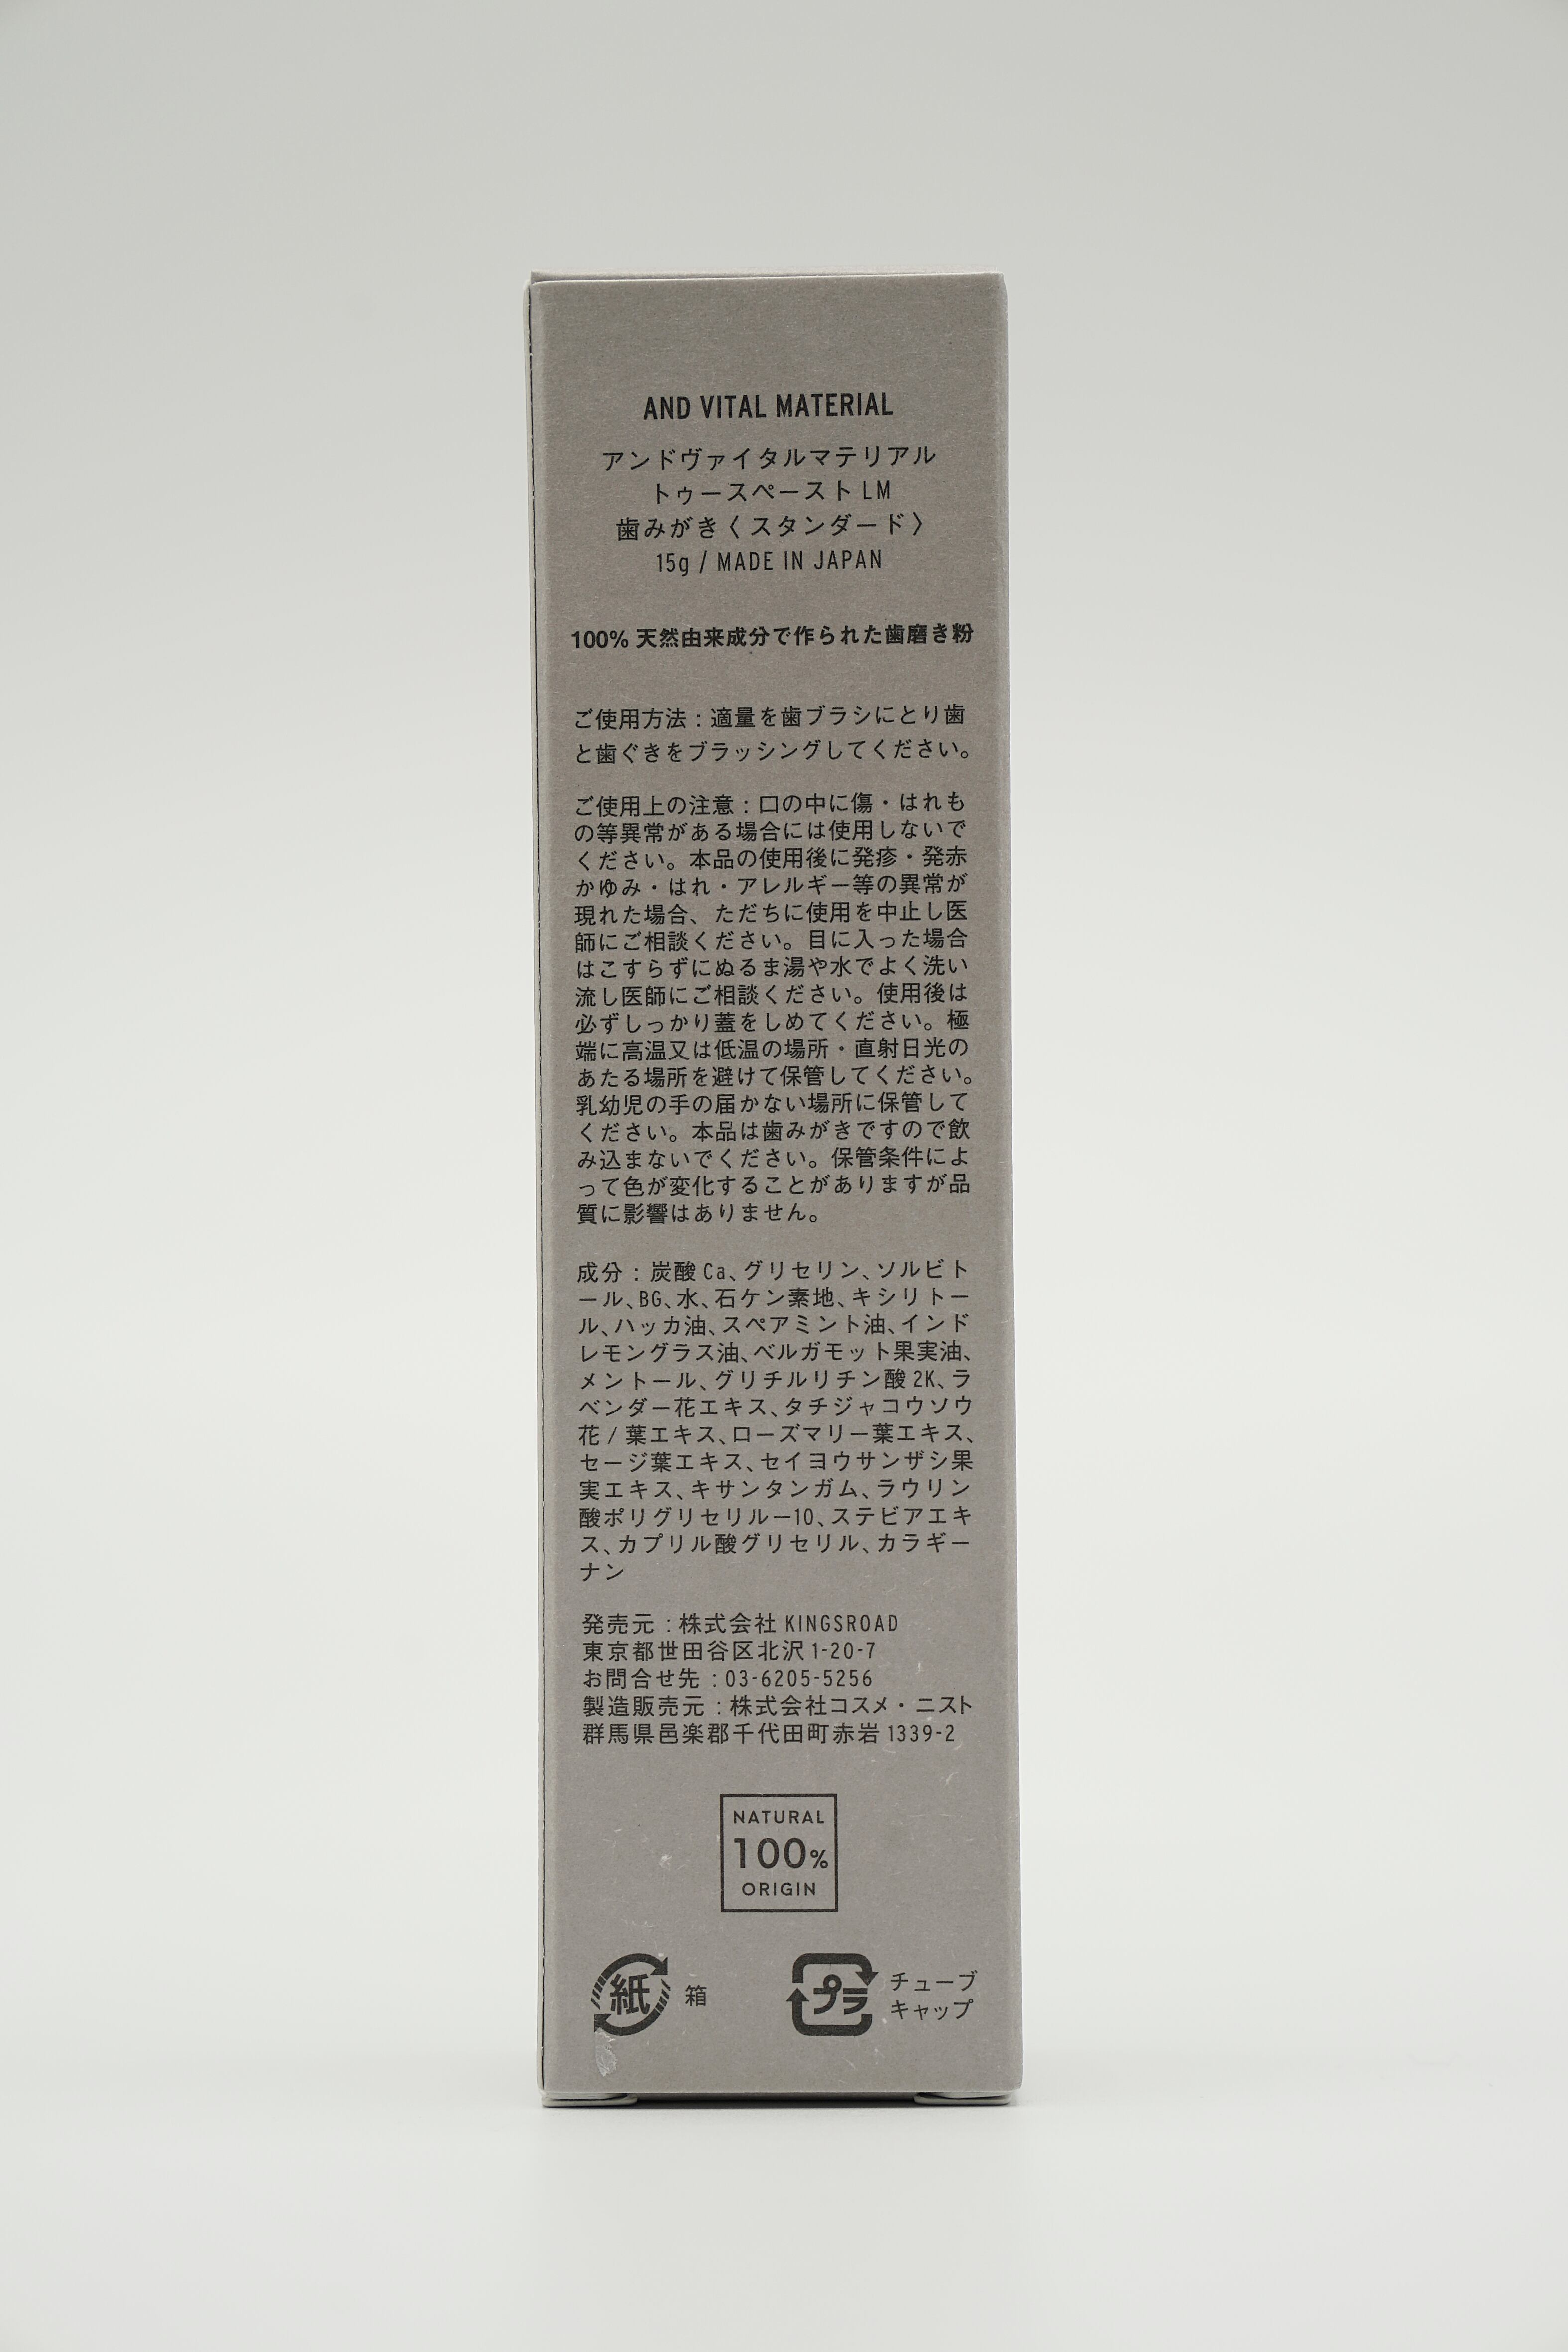 AND VITAL MATERIAL
アンドヴァイタルマテリアル
トゥースペーストLM
歯みがき〈スタンダード〉
15g / MADE IN JAPAN
100% 天然由来成分で作られた歯磨き粉
ご使用方法：適量を歯ブラシにとり歯
と歯ぐきをブラッシングしてください。
ご使用上の注意：口の中に傷・はれも
の等異常がある場合には使用しないで
ください。本品の使用後に発疹・発赤
かゆみ・はれ・アレルギー等の異常が
現れた場合、ただちに使用を中止し医
師にご相談ください。目に入った場合
はこすらずにぬるま湯や水でよく洗い
流し医師にご相談ください。使用後は
必ずしっかり蓋をしめてください。極
端に高温又は低温の場所・直射日光の
あたる場所を避けて保管してください。
乳幼児の手の届かない場所に保管して
ください。本品は歯みがきですので飲
み込まないでください。保管条件によ
って色が変化することがありますが品
質に影響はありません。
成分：炭酸Ca、グリセリン、ソルビト
ール、BG、水、石ケン素地、キシリトー
ル、ハッカ油、スペアミント油、インド
レモングラス油、ベルガモット果実油、
メントール、グリチルリチン酸2K、ラ
ベンダー花エキス、タチジャコウソウ
花 / 葉エキス、ローズマリー葉エキス、
セージ葉エキス、セイヨウサンザシ果
実エキス、キサンタンガム、ラウリン
酸ポリグリセリル－10、ステビアエキ
ス、カプリル酸グリセリル、カラギー
ナン
発売元：株式会社 KINGSROAD
東京都世田谷区北沢1-20-7
お問合せ先：03-6205-5256
製造販売元：株式会社コスメ・ニスト
群馬県邑楽郡千代田町赤岩1339-2
NATURAL
100%
ORIGIN
紙 箱
プラ チューブ
キャップ